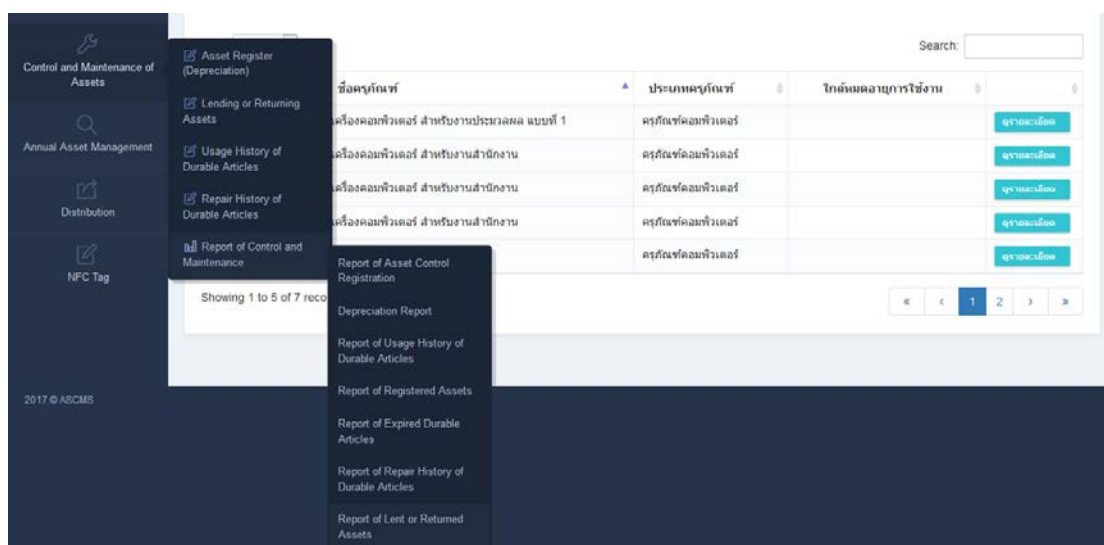 Control and Maintenance of
Assets
Annual Asset Management
Distribution
NFC Tag
2017 © ASCMS
Asset Register
(Depreciation)
Lending or Returning
Assets
Usage History of
Durable Articles
Repair History of
Durable Articles
Report of Control and
Maintenance
Report of Asset Control
Registration
Depreciation Report
Report of Usage History of
Durable Articles
Report of Registered Assets
Report of Expired Durable
Articles
Report of Repair History of
Durable Articles
Report of Lent or Returned
Assets
Search:
ชื่อครุภัณฑ์ ประเภทครุภัณฑ์ ใกล้หมดอายุการใช้งาน
เครื่องคอมพิวเตอร์ สำหรับงานประมวลผล แบบที่ 1 ครุภัณฑ์คอมพิวเตอร์ ดูรายละเอียด
เครื่องคอมพิวเตอร์ สำหรับงานสำนักงาน ครุภัณฑ์คอมพิวเตอร์ ดูรายละเอียด
เครื่องคอมพิวเตอร์ สำหรับงานสำนักงาน ครุภัณฑ์คอมพิวเตอร์ ดูรายละเอียด
เครื่องคอมพิวเตอร์ สำหรับงานสำนักงาน ครุภัณฑ์คอมพิวเตอร์ ดูรายละเอียด
ครุภัณฑ์คอมพิวเตอร์ ดูรายละเอียด
Showing 1 to 5 of 7 reco
« ‹ 1 2 › »